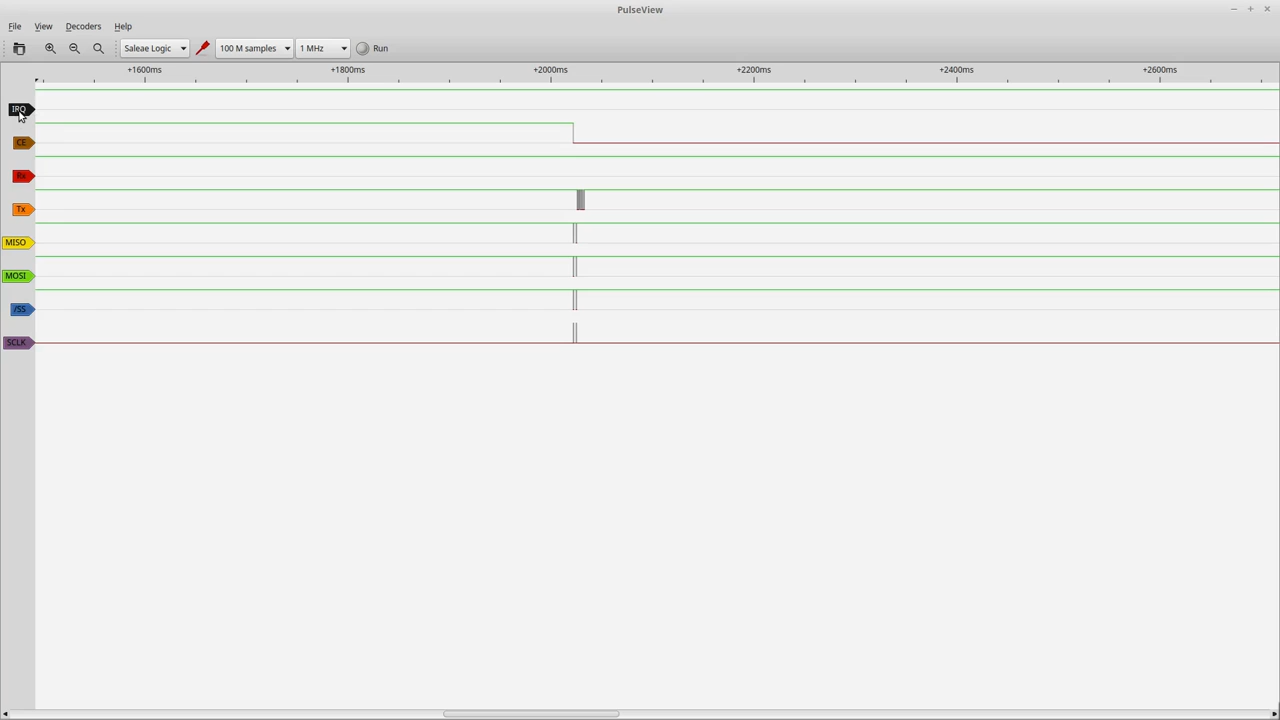 PulseView
File View Decoders Help
Saleae Logic 100 M samples 1 MHz Run
+1600ms +1800ms +2000ms +2200ms +2400ms +2600ms
IRQ
CE
Rx
Tx
MISO
MOSI
/SS
SCLK